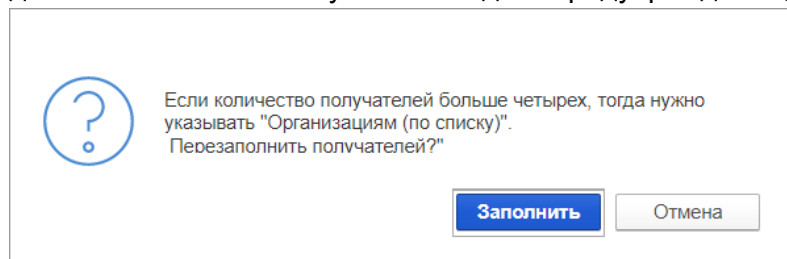 Если количество получателей больше четырех, тогда нужно
указывать "Организациям (по списку)".
Перезаполнить получателей?"
Заполнить
Отмена